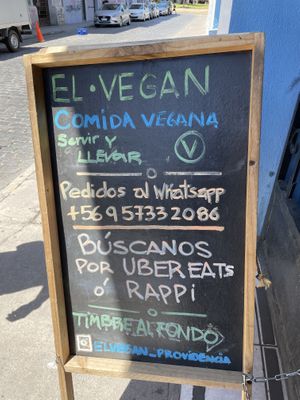 EL·VEGAN
COMIDA VEGANA
Servir y
LLEVAR
V
o
Pedidos al Whatsapp
+56 9 5733 2086
BÚSCANOS
POR UBER EATS
Ó RAPPI
o
TIMBRE AL FONDO
ELVEGAN_PROVIDENCIA